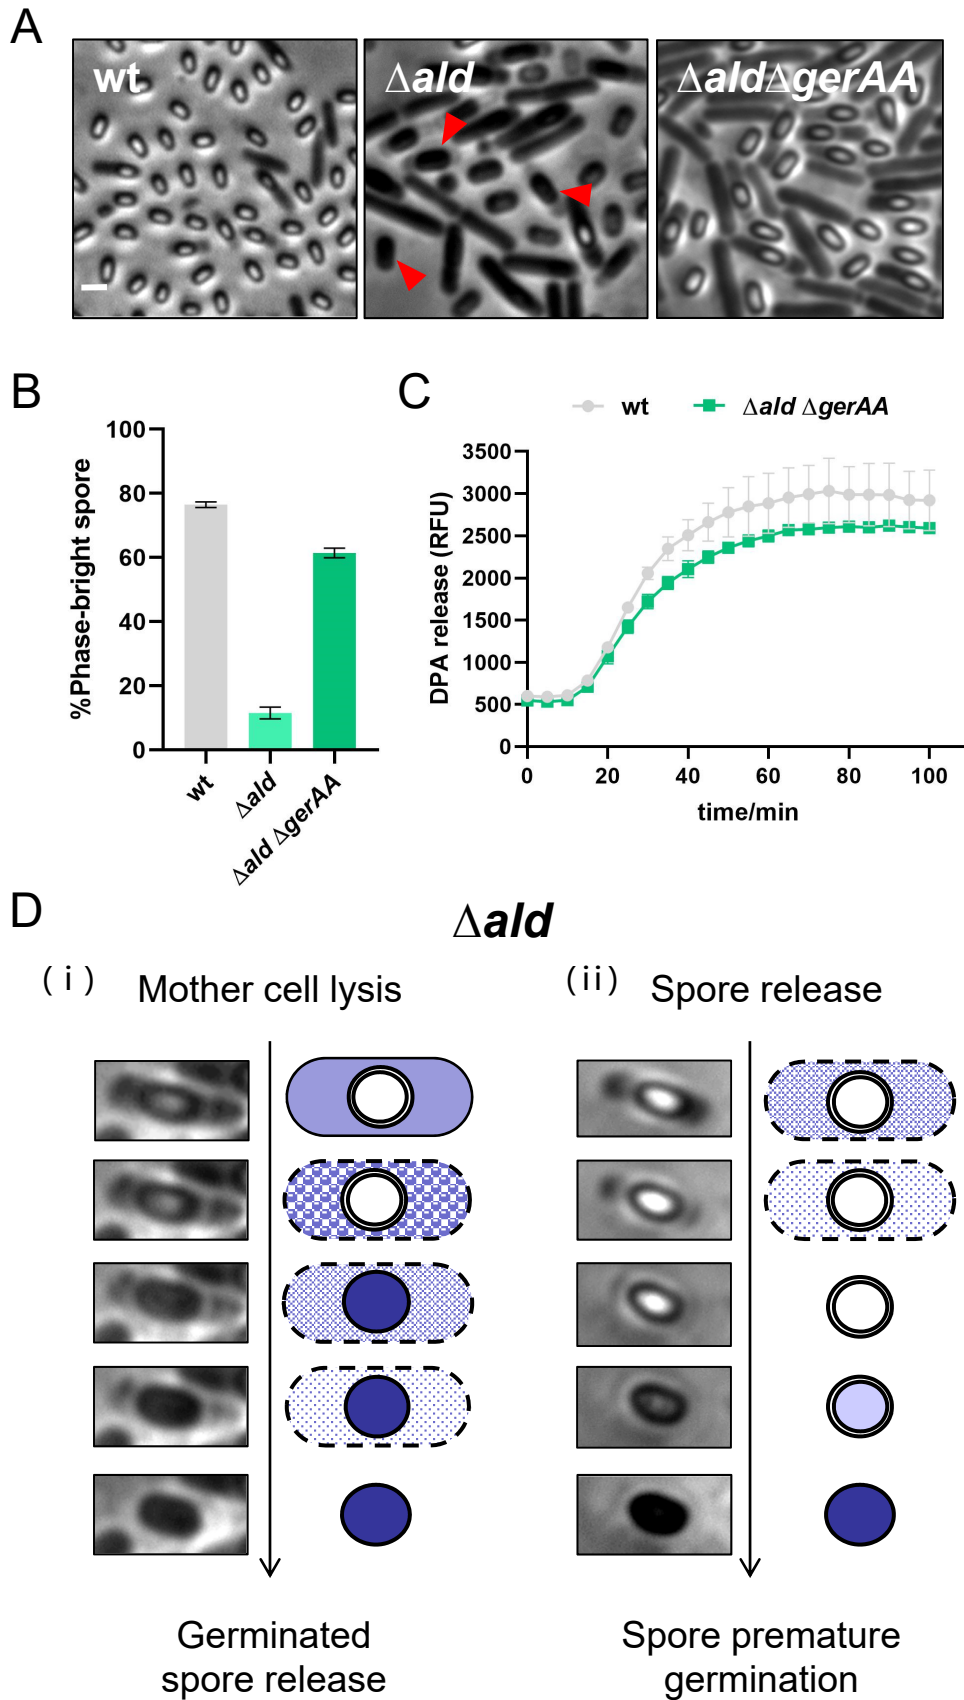 A
wt
Δald
ΔaldΔgerAA
B
%Phase-bright spore
100
80
60
40
20
0
wt
Δald
Δald ΔgerAA
C
wt
Δald ΔgerAA
DPA release (RFU)
3500
3000
2500
2000
1500
1000
500
0
0 20 40 60 80 100
time/min
D
Δald
(i) Mother cell lysis
(ii) Spore release
Germinated
spore release
Spore premature
germination